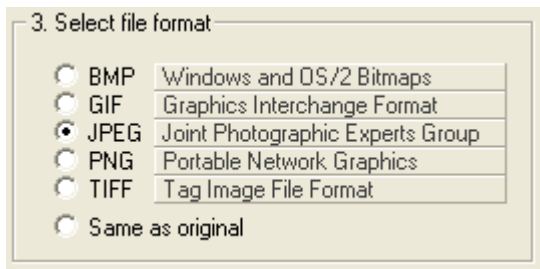 3. Select file format
BMP Windows and OS/2 Bitmaps
GIF Graphics Interchange Format
JPEG Joint Photographic Experts Group
PNG Portable Network Graphics
TIFF Tag Image File Format
Same as original